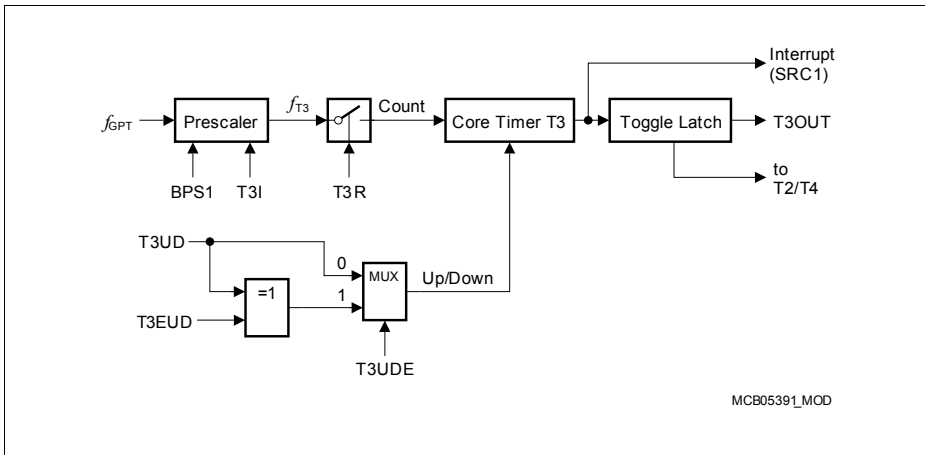 Interrupt
(SRC1)
fGPT
Prescaler
fT3
Count
Core Timer T3
Toggle Latch
T3OUT
BPS1
T3I
T3R
to
T2/T4
T3UD
0
MUX
Up/Down
=1
1
T3EUD
T3UDE
MCB05391_MOD